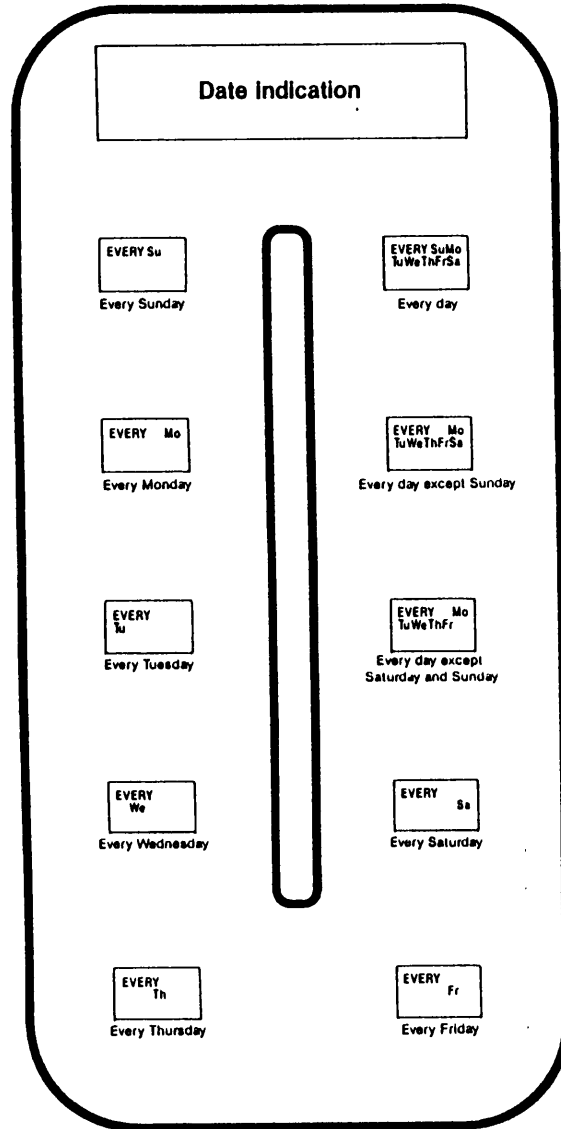 Date indication
EVERY Su
Every Sunday
EVERY SuMo
TuWeThFrSa
Every day
EVERY Mo
Every Monday
EVERY Mo
TuWeThFrSa
Every day except Sunday
EVERY
Tu
Every Tuesday
EVERY Mo
TuWeThFr
Every day except
Saturday and Sunday
EVERY
We
Every Wednesday
EVERY
Sa
Every Saturday
EVERY
Th
Every Thursday
EVERY
Fr
Every Friday